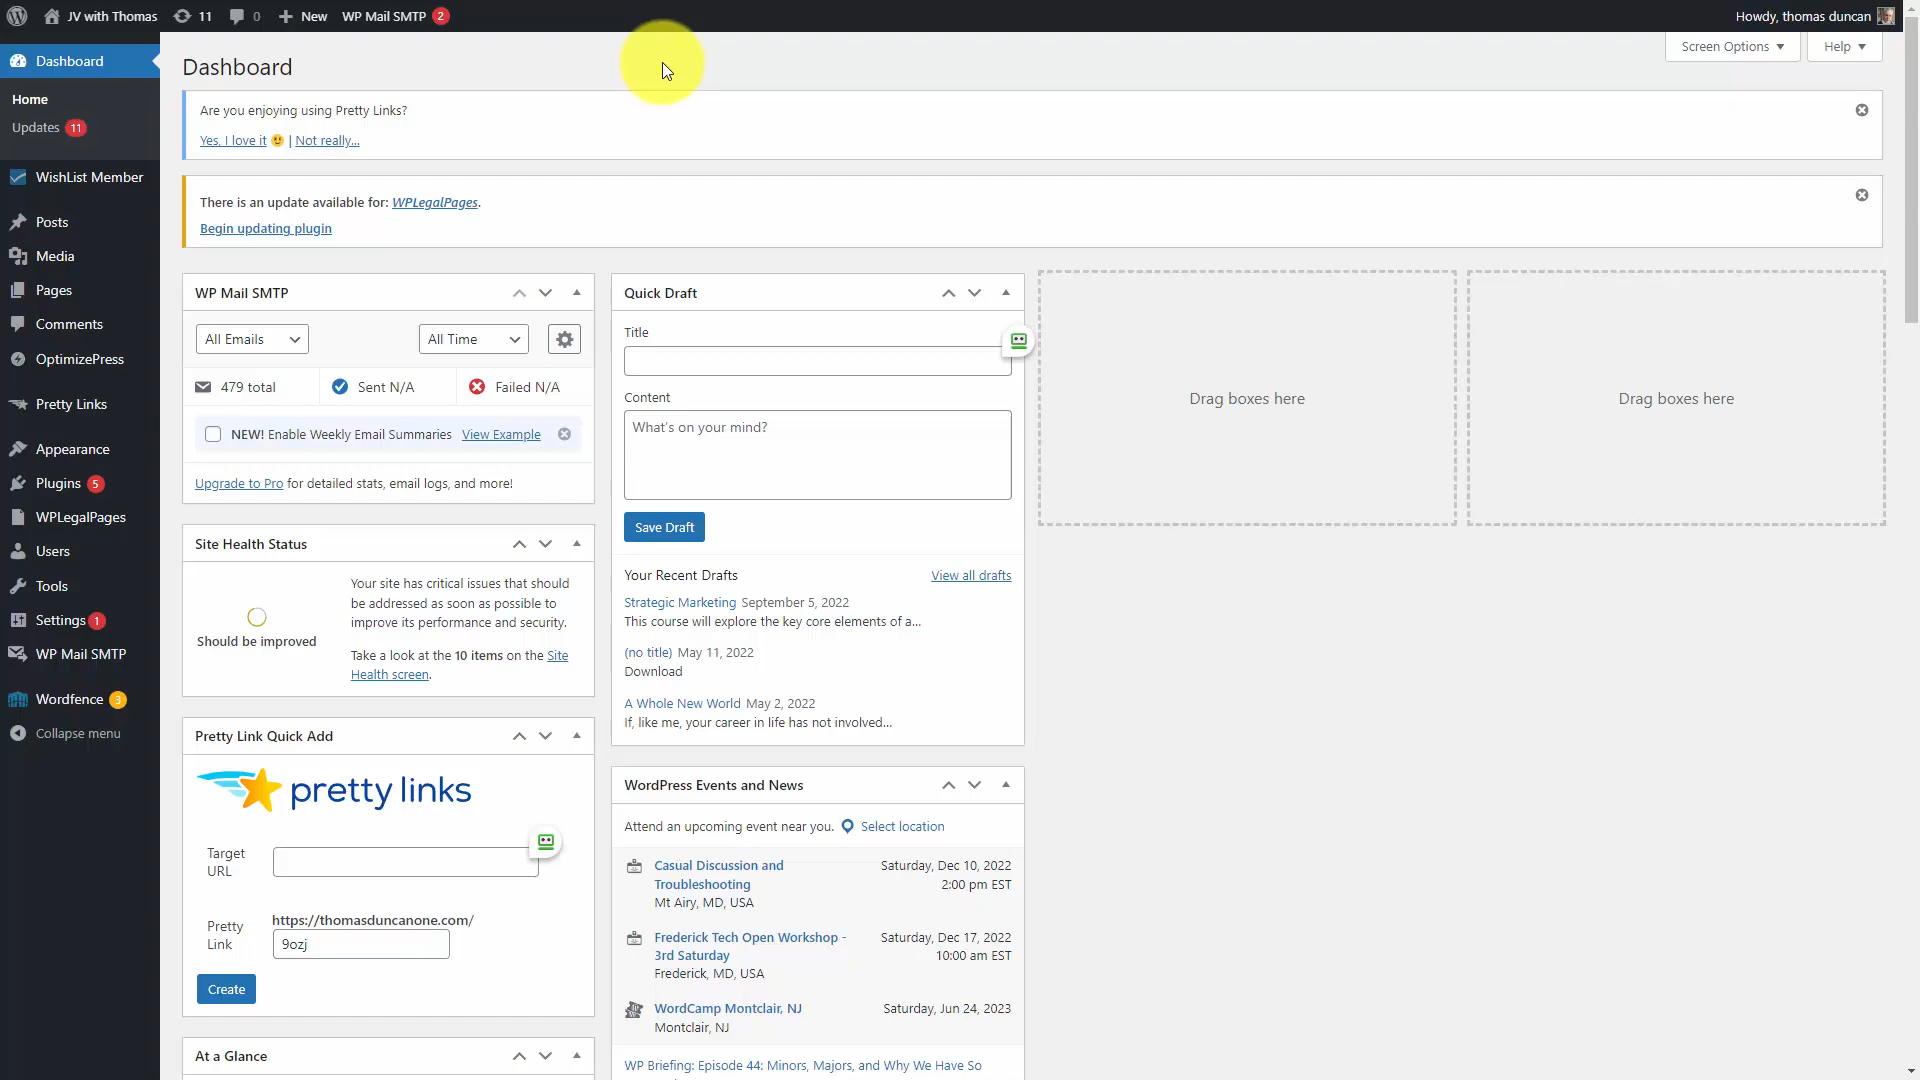 JV with Thomas 11 0 New WP Mail SMTP 2 Howdy, thomas duncan
Dashboard
Home
Updates 11
WishList Member
Posts
Media
Pages
Comments
OptimizePress
Pretty Links
Appearance
Plugins 5
WPLegalPages
Users
Tools
Settings 1
WP Mail SMTP
Wordfence 3
Collapse menu
Screen Options
Help
Dashboard
Are you enjoying using Pretty Links?
Yes, I love it | Not really...
There is an update available for: WPLegalPages.
Begin updating plugin
WP Mail SMTP
All Emails All Time
479 total Sent N/A Failed N/A
NEW! Enable Weekly Email Summaries View Example
Upgrade to Pro for detailed stats, email logs, and more!
Site Health Status
Should be improved
Your site has critical issues that should
be addressed as soon as possible to
improve its performance and security.
Take a look at the 10 items on the Site
Health screen.
Pretty Link Quick Add
pretty links
Target
URL
Pretty
Link
https://thomasduncanone.com/
9ozj
Create
At a Glance
Quick Draft
Title
Content
What's on your mind?
Save Draft
Your Recent Drafts View all drafts
Strategic Marketing September 5, 2022
This course will explore the key core elements of a...
(no title) May 11, 2022
Download
A Whole New World May 2, 2022
If, like me, your career in life has not involved...
WordPress Events and News
Attend an upcoming event near you. Select location
Casual Discussion and
Troubleshooting
Mt Airy, MD, USA
Saturday, Dec 10, 2022
2:00 pm EST
Frederick Tech Open Workshop -
3rd Saturday
Frederick, MD, USA
Saturday, Dec 17, 2022
10:00 am EST
WordCamp Montclair, NJ
Montclair, NJ
Saturday, Jun 24, 2023
WP Briefing: Episode 44: Minors, Majors, and Why We Have So
Drag boxes here
Drag boxes here